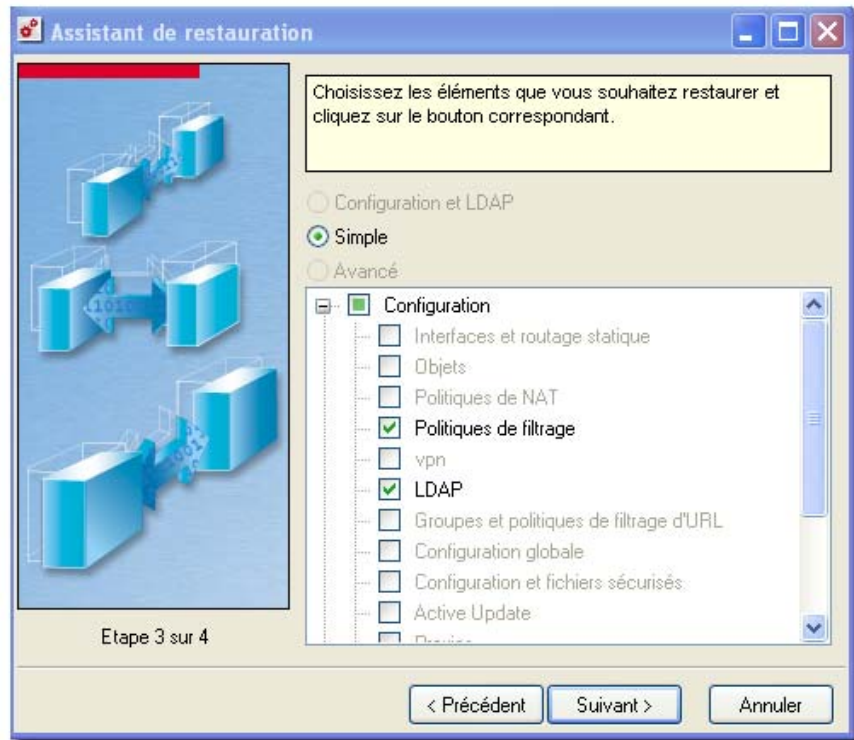 Assistant de restauration
Choisissez les éléments que vous souhaitez restaurer et
cliquez sur le bouton correspondant.
Configuration et LDAP
Simple
Avancé
Configuration
Interfaces et routage statique
Objets
Politiques de NAT
Politiques de filtrage
vpn
LDAP
Groupes et politiques de filtrage d'URL
Configuration globale
Configuration et fichiers sécurisés
Active Update
Etape 3 sur 4
< Précédent
Suivant >
Annuler